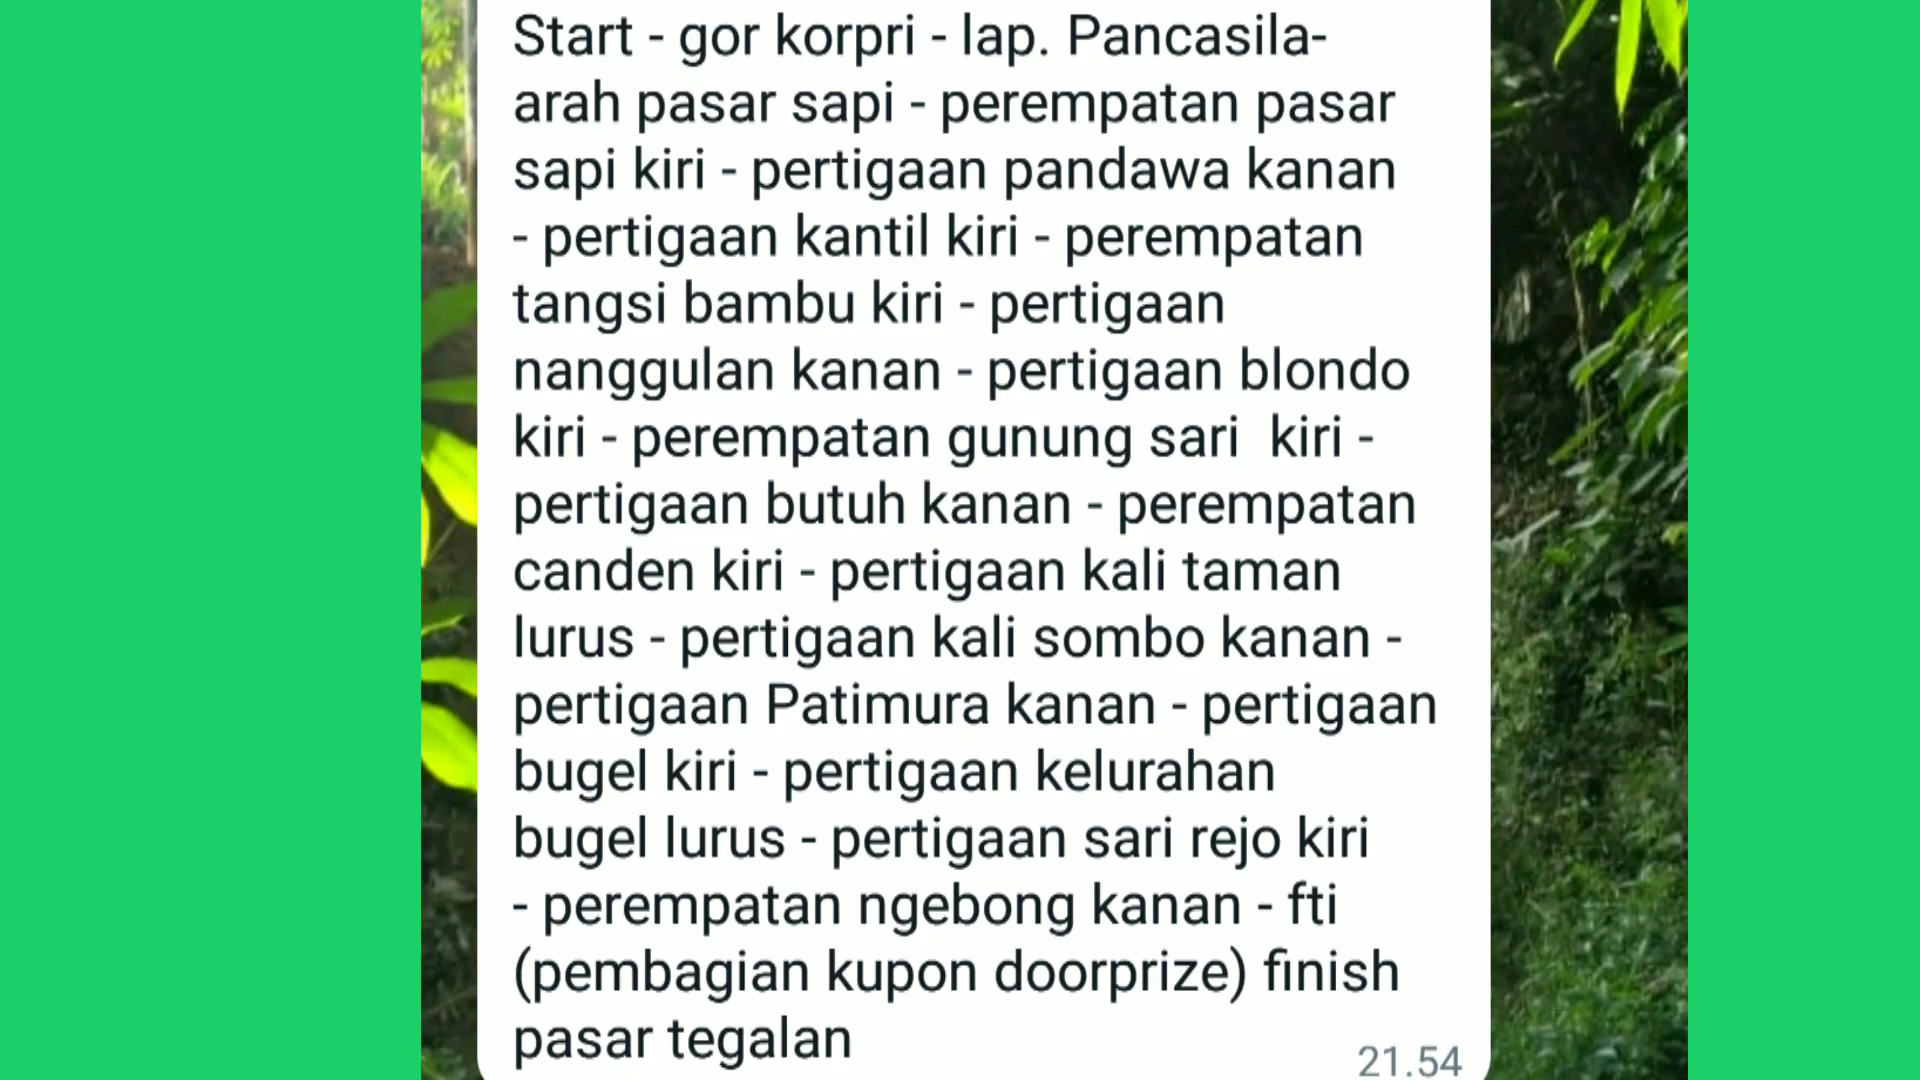 Start - gor korpri - lap. Pancasila-
arah pasar sapi - perempatan pasar
sapi kiri - pertigaan pandawa kanan
- pertigaan kantil kiri - perempatan
tangsi bambu kiri - pertigaan
nanggulan kanan - pertigaan blondo
kiri - perempatan gunung sari  kiri -
pertigaan butuh kanan - perempatan
canden kiri - pertigaan kali taman
lurus - pertigaan kali sombo kanan -
pertigaan Patimura kanan - pertigaan
bugel kiri - pertigaan kelurahan
bugel lurus - pertigaan sari rejo kiri
- perempatan ngebong kanan - fti
(pembagian kupon doorprize) finish
pasar tegalan
21.54